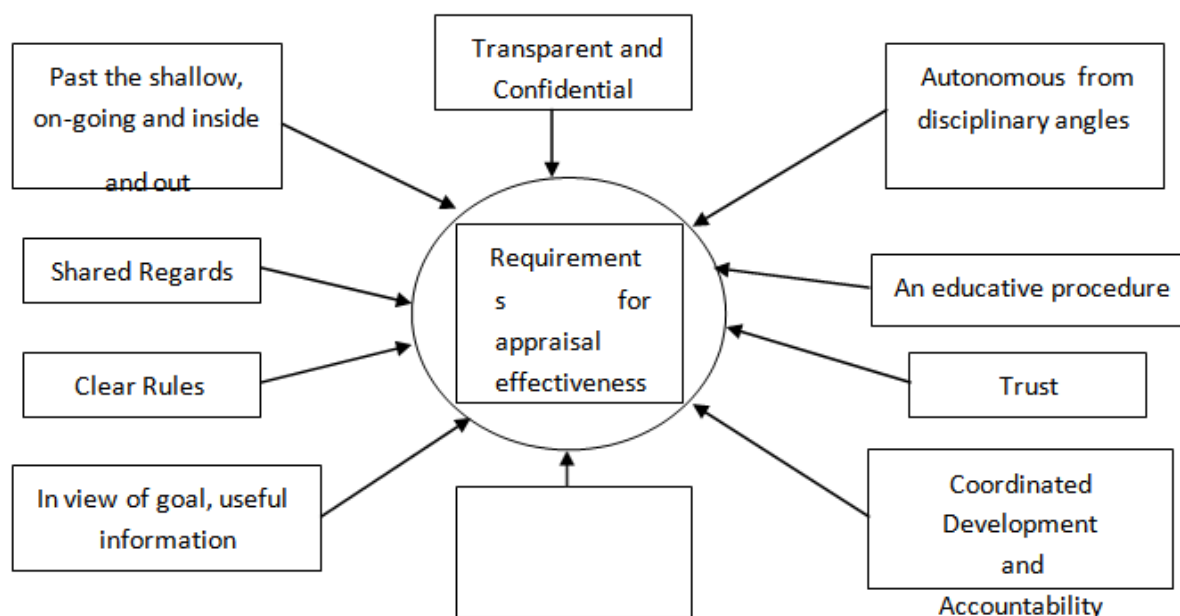 Transparent and
Confidential
Past the shallow,
on-going and inside
and out
Autonomous from
disciplinary angles
Requirement
s for
appraisal
effectiveness
Shared Regards
An educative procedure
Clear Rules
Trust
In view of goal, useful
information
Coordinated
Development
and
Accountability